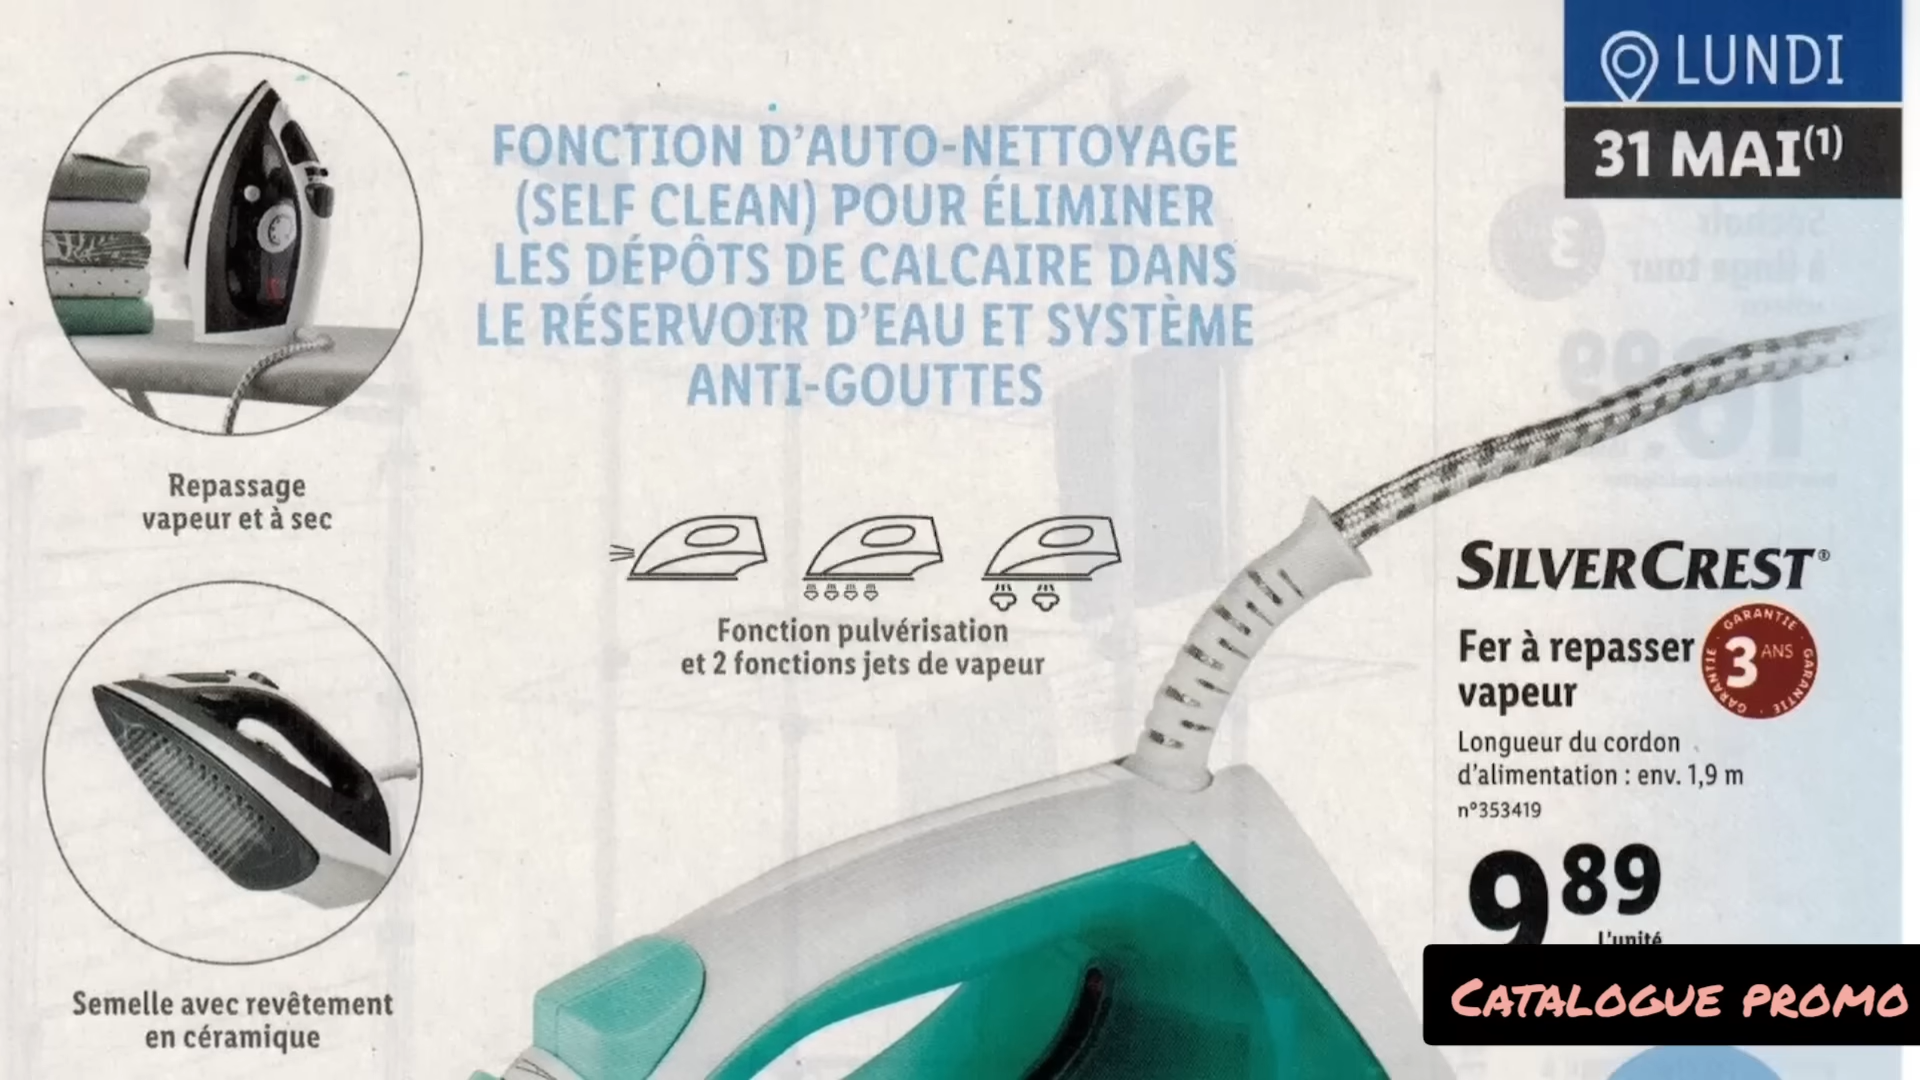 LUNDI
31 MAI(1)
FONCTION D'AUTO-NETTOYAGE
(SELF CLEAN) POUR ÉLIMINER
LES DÉPÔTS DE CALCAIRE DANS
LE RÉSERVOIR D'EAU ET SYSTÈME
ANTI-GOUTTES
Repassage
vapeur et à sec
Fonction pulvérisation
et 2 fonctions jets de vapeur
Semelle avec revêtement
en céramique
SILVERCREST®
Fer à repasser
vapeur
GARANTIE · GARANTIE · GARANTIE
3 ANS
Longueur du cordon
d'alimentation : env. 1,9 m
n°353419
9 89
L'unité
CATALOGUE PROMO